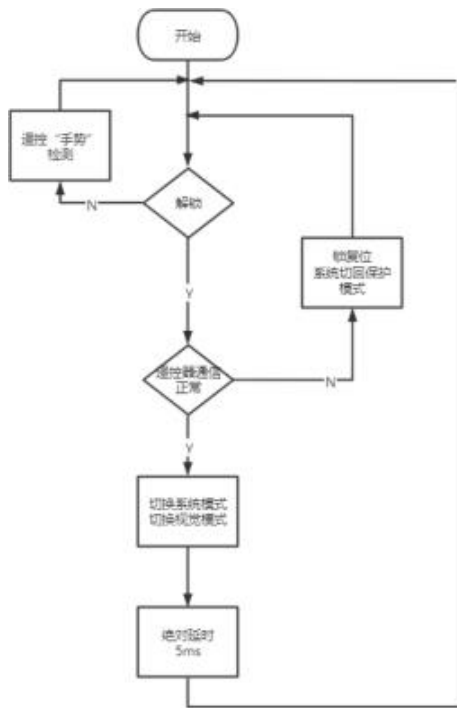 开始
遥控“手势”
检测
解锁
N
锁复位
系统切回保护
模式
Y
遥控器通信
正常
N
Y
切换系统模式
切换视觉模式
绝对延时
5ms